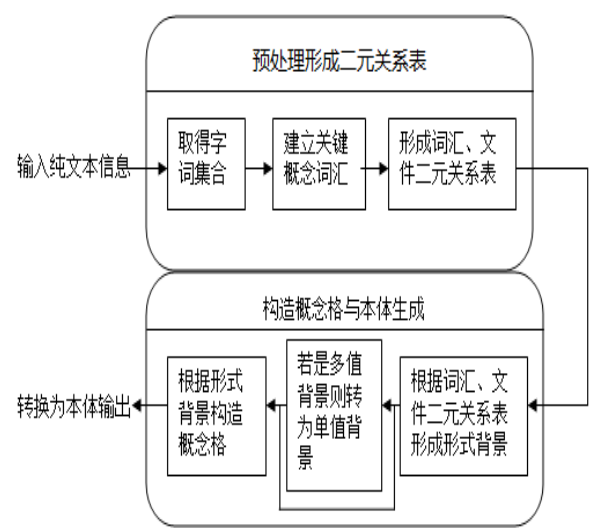 预处理形成二元关系表
输入纯文本信息
取得字
词集合
建立关键
概念词汇
形成词汇、文
件二元关系表
构造概念格与本体生成
转换为本体输出
根据形式
背景构造
概念格
若是多值
背景则转
为单值背
景
根据词汇、文
件二元关系表
形成形式背景